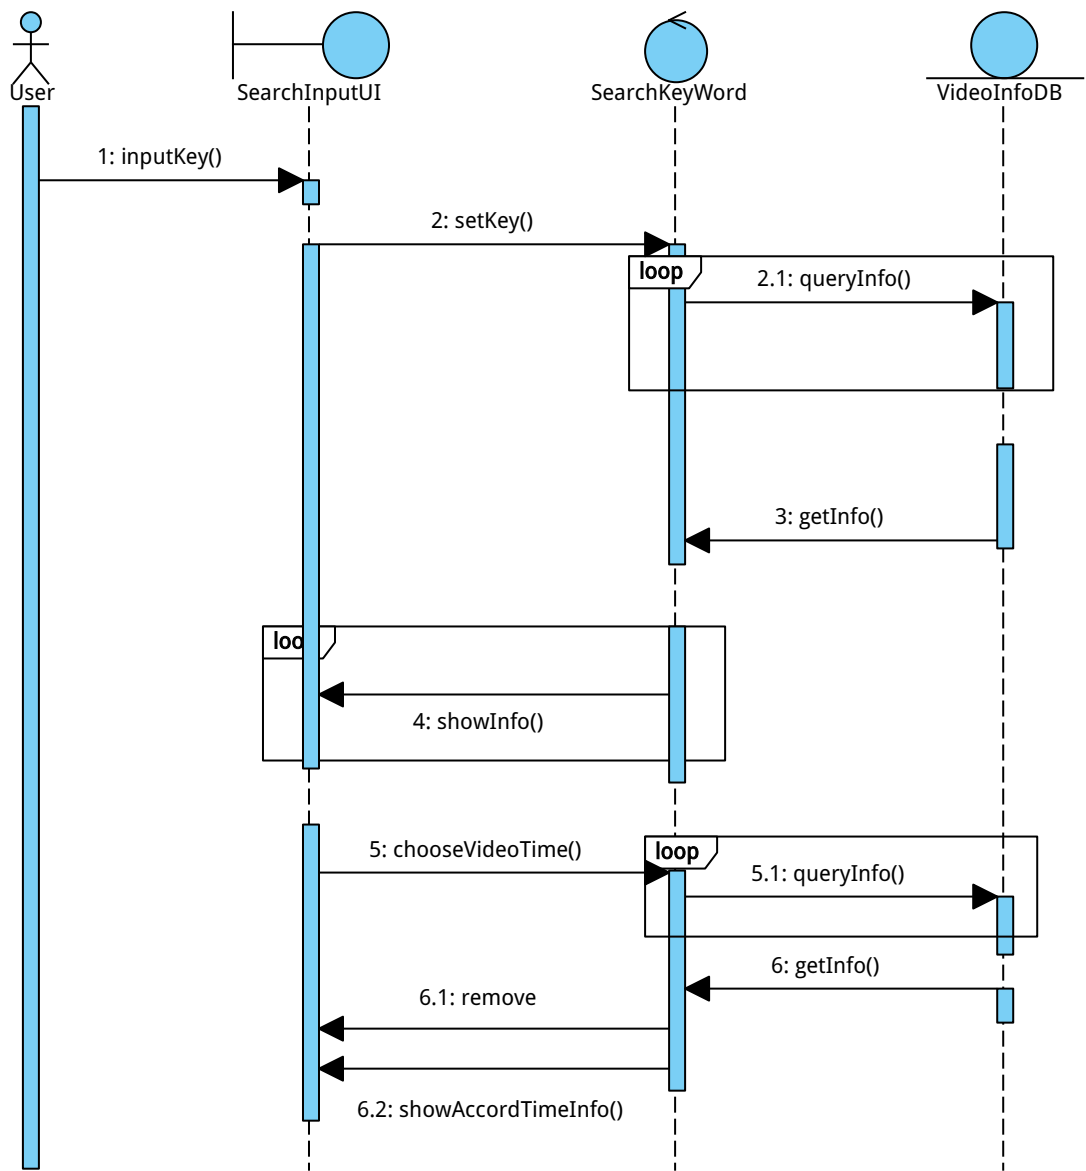 User
SearchInputUI
SearchKeyWord
VideoInfoDB
1: inputKey()
2: setKey()
loop
2.1: queryInfo()
3: getInfo()
loo
4: showInfo()
5: chooseVideoTime()
loop
5.1: queryInfo()
6: getInfo()
6.1: remove
6.2: showAccordTimeInfo()